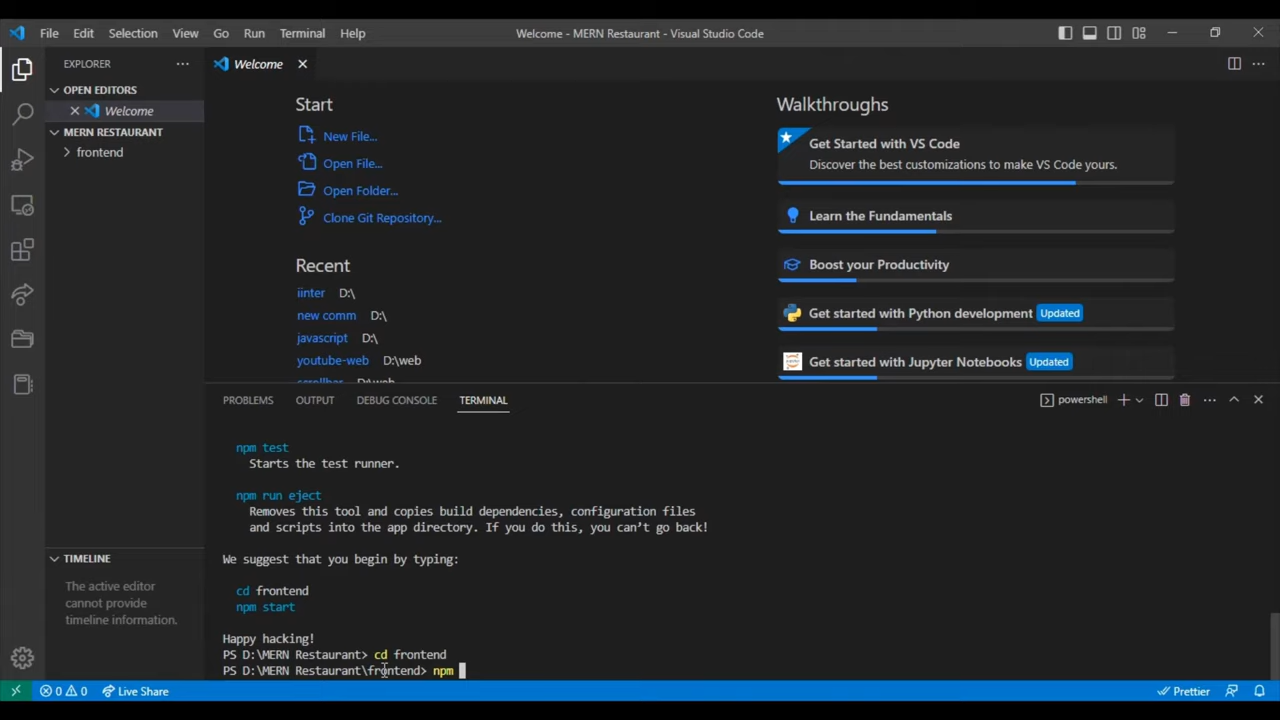 File Edit Selection View Go Run Terminal Help Welcome - MERN Restaurant - Visual Studio Code
EXPLORER
OPEN EDITORS
Welcome
MERN RESTAURANT
frontend
TIMELINE
The active editor
cannot provide
timeline information.
Welcome
Start
New File...
Open File...
Open Folder...
Clone Git Repository...
Recent
iinter D:\
new comm D:\
javascript D:\
youtube-web D:\web
scrollbar D:\web
Walkthroughs
Get Started with VS Code
Discover the best customizations to make VS Code yours.
Learn the Fundamentals
Boost your Productivity
Get started with Python development Updated
Get started with Jupyter Notebooks Updated
PROBLEMS OUTPUT DEBUG CONSOLE TERMINAL powershell
npm test
Starts the test runner.
npm run eject
Removes this tool and copies build dependencies, configuration files
and scripts into the app directory. If you do this, you can’t go back!
We suggest that you begin by typing:
cd frontend
npm start
Happy hacking!
PS D:\MERN Restaurant> cd frontend
PS D:\MERN Restaurant\frontend> npm
0 0 Live Share Prettier